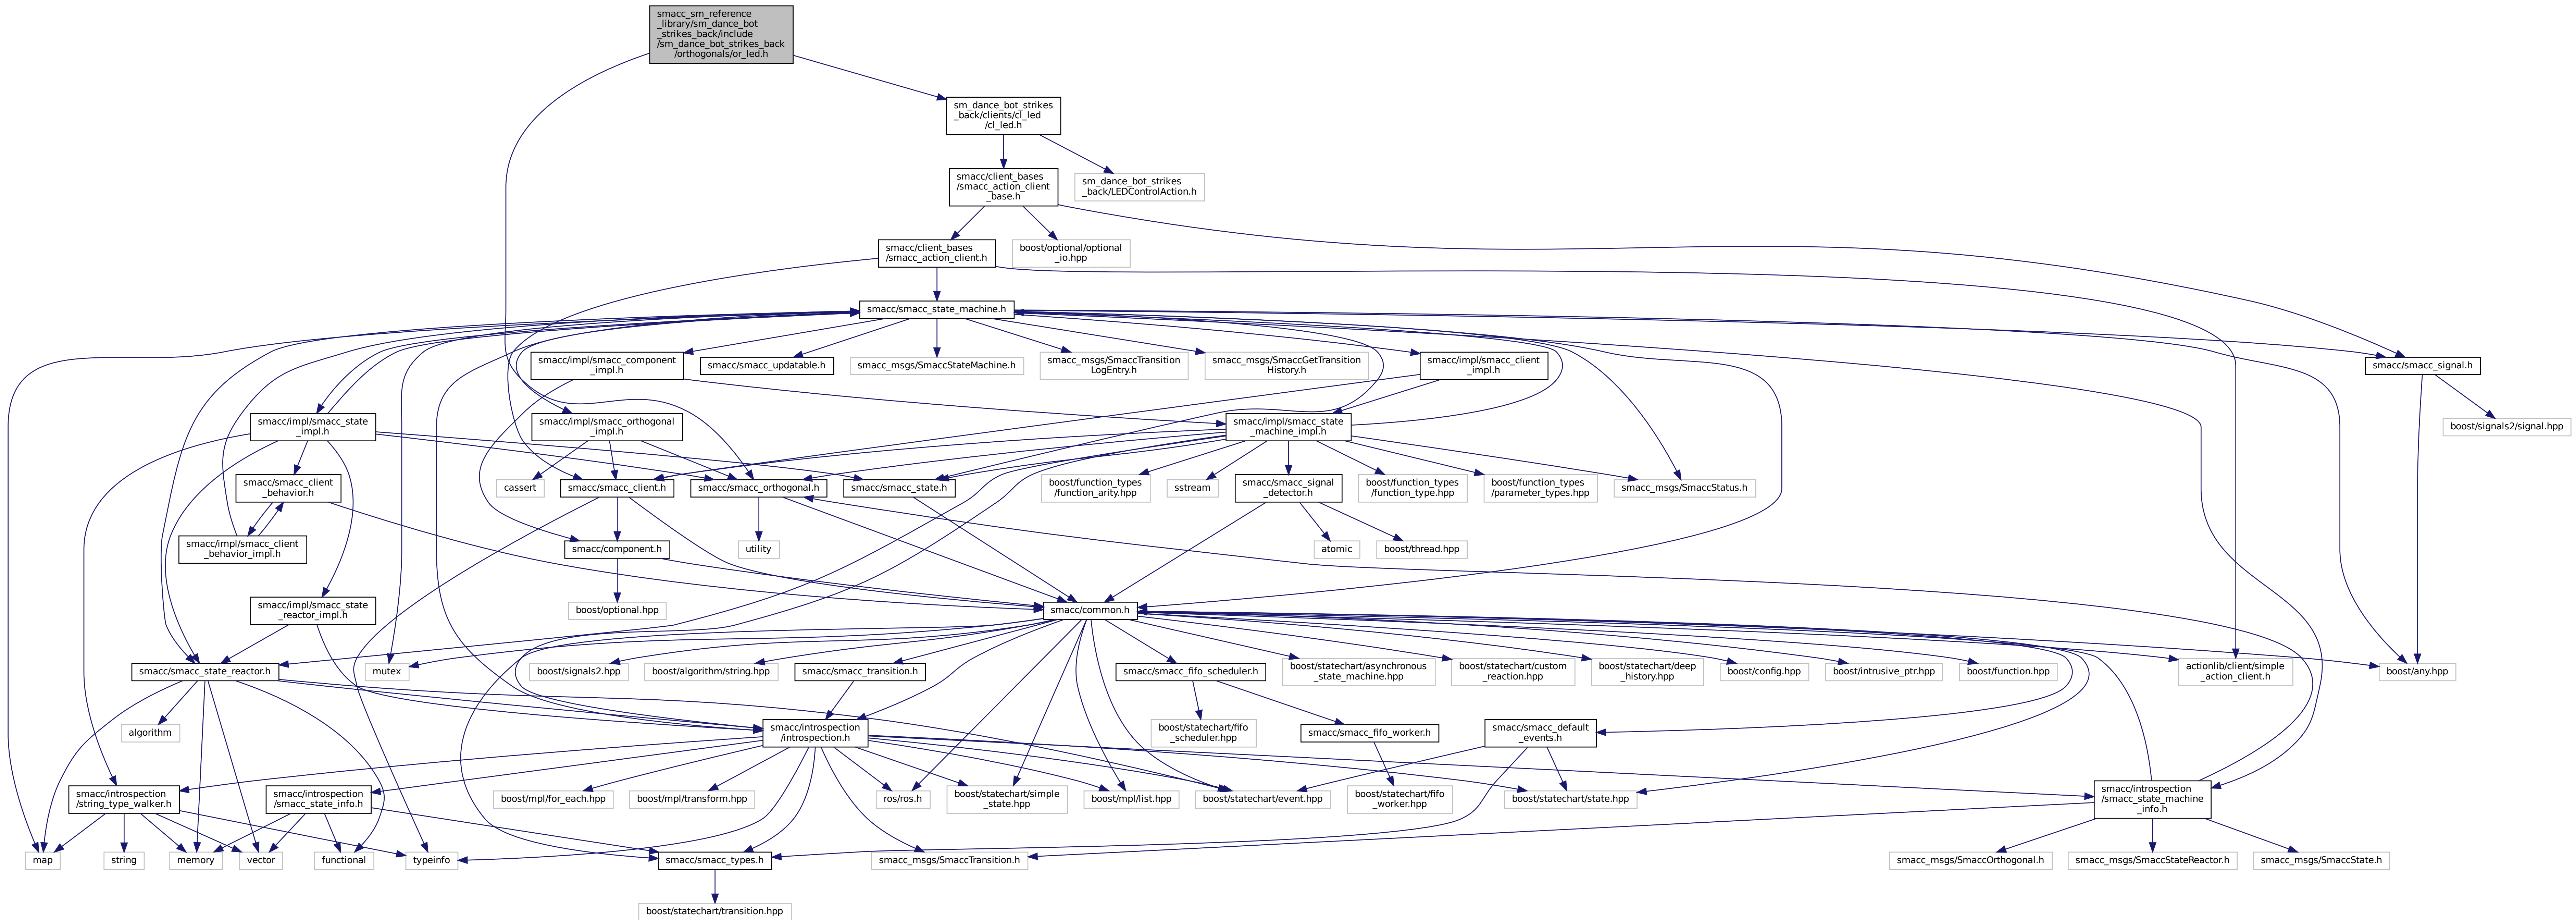 smacc_sm_reference
_library/sm_dance_bot
_strikes_back/include
/sm_dance_bot_strikes_back
/orthogonals/or_led.h
sm_dance_bot_strikes
_back/clients/cl_led
/cl_led.h
smacc/client_bases
/smacc_action_client
_base.h
sm_dance_bot_strikes
_back/LEDControlAction.h
smacc/client_bases
/smacc_action_client.h
boost/optional/optional
_io.hpp
smacc/smacc_state_machine.h
smacc/impl/smacc_component
_impl.h
smacc/smacc_updatable.h
smacc_msgs/SmaccStateMachine.h
smacc_msgs/SmaccTransition
LogEntry.h
smacc_msgs/SmaccGetTransition
History.h
smacc/impl/smacc_client
_impl.h
smacc/smacc_signal.h
smacc/impl/smacc_state
_impl.h
smacc/impl/smacc_orthogonal
_impl.h
smacc/impl/smacc_state
_machine_impl.h
boost/signals2/signal.hpp
smacc/smacc_client
_behavior.h
cassert
smacc/smacc_client.h
smacc/smacc_orthogonal.h
smacc/smacc_state.h
boost/function_types
/function_arity.hpp
sstream
smacc/smacc_signal
_detector.h
boost/function_types
/function_type.hpp
boost/function_types
/parameter_types.hpp
smacc_msgs/SmaccStatus.h
smacc/impl/smacc_client
_behavior_impl.h
smacc/component.h
utility
atomic
boost/thread.hpp
smacc/impl/smacc_state
_reactor_impl.h
boost/optional.hpp
smacc/common.h
smacc/smacc_state_reactor.h
mutex
boost/signals2.hpp
boost/algorithm/string.hpp
smacc/smacc_transition.h
smacc/smacc_fifo_scheduler.h
boost/statechart/asynchronous
_state_machine.hpp
boost/statechart/custom
_reaction.hpp
boost/statechart/deep
_history.hpp
boost/config.hpp
boost/intrusive_ptr.hpp
boost/function.hpp
actionlib/client/simple
_action_client.h
boost/any.hpp
algorithm
smacc/introspection
/introspection.h
boost/statechart/fifo
_scheduler.hpp
smacc/smacc_fifo_worker.h
smacc/smacc_default
_events.h
smacc/introspection
/string_type_walker.h
smacc/introspection
/smacc_state_info.h
boost/mpl/for_each.hpp
boost/mpl/transform.hpp
ros/ros.h
boost/statechart/simple
_state.hpp
boost/mpl/list.hpp
boost/statechart/event.hpp
boost/statechart/fifo
_worker.hpp
boost/statechart/state.hpp
smacc/introspection
/smacc_state_machine
_info.h
map
string
memory
vector
functional
typeinfo
smacc/smacc_types.h
smacc_msgs/SmaccTransition.h
smacc_msgs/SmaccOrthogonal.h
smacc_msgs/SmaccStateReactor.h
smacc_msgs/SmaccState.h
boost/statechart/transition.hpp